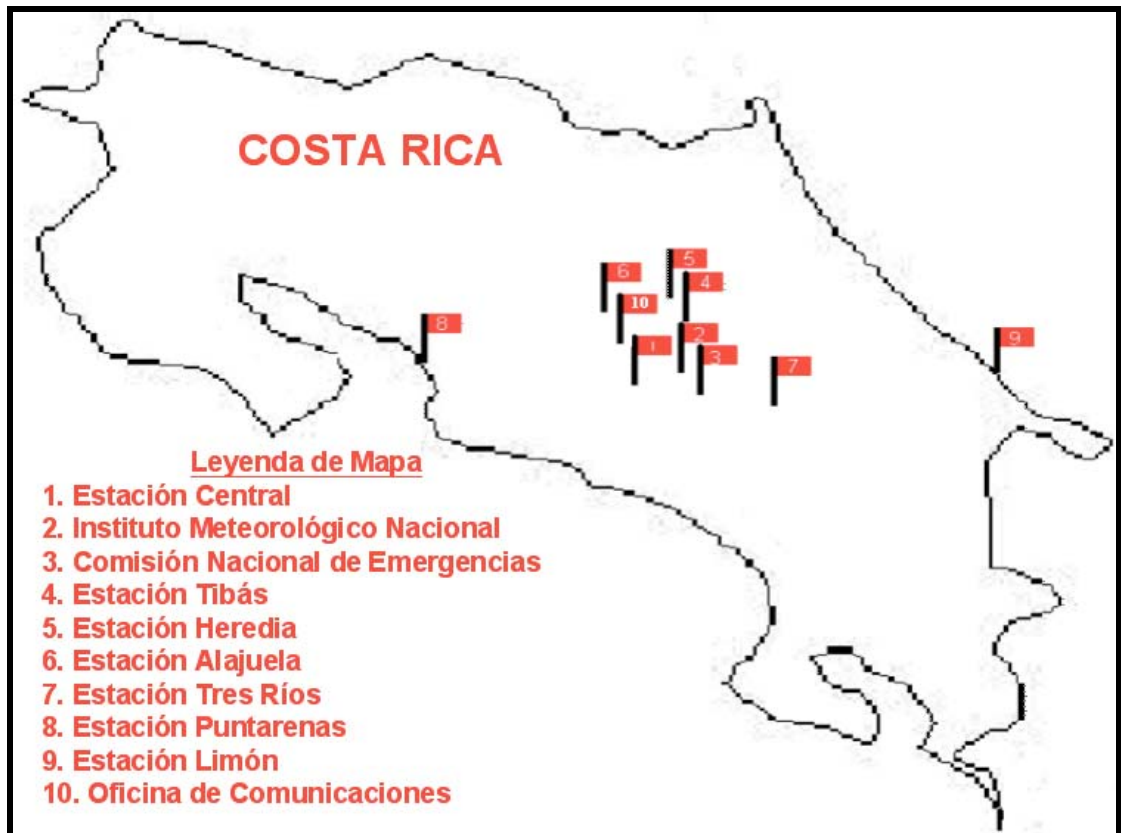 COSTA RICA
5
6
4
10
8
2
9
1
3
7
Leyenda de Mapa
1. Estación Central
2. Instituto Meteorológico Nacional
3. Comisión Nacional de Emergencias
4. Estación Tibás
5. Estación Heredia
6. Estación Alajuela
7. Estación Tres Ríos
8. Estación Puntarenas
9. Estación Limón
10. Oficina de Comunicaciones